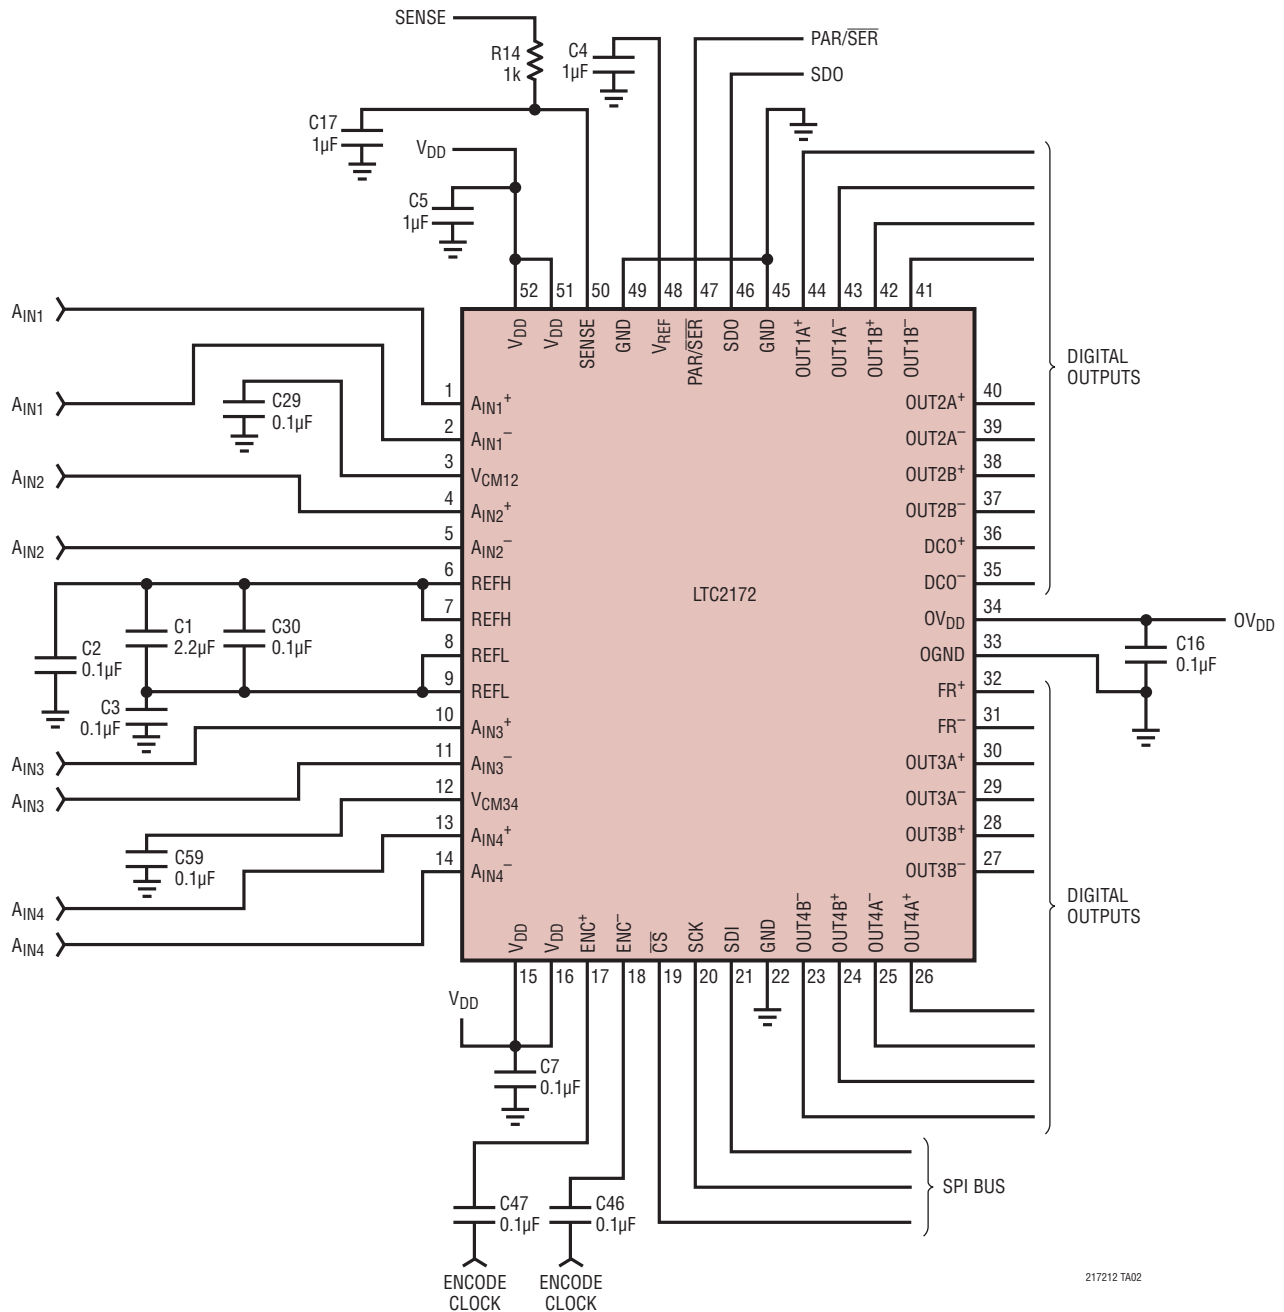 SENSE
R14
1k
C4
1µF
PAR/S̅E̅R̅
SDO
C17
1µF
VDD
C5
1µF
52 51 50 49 48 47 46 45 44 43 42 41
VDD
VDD
SENSE
GND
VREF
PAR/S̅E̅R̅
SDO
GND
OUT1A+
OUT1A−
OUT1B+
OUT1B−
DIGITAL
OUTPUTS
AIN1
AIN1
C29
0.1µF
AIN2
AIN2
1 AIN1+
2 AIN1−
3 VCM12
4 AIN2+
5 AIN2−
6 REFH
7 REFH
8 REFL
9 REFL
10 AIN3+
11 AIN3−
12 VCM34
13 AIN4+
14 AIN4−
LTC2172
OUT2A+ 40
OUT2A− 39
OUT2B+ 38
OUT2B− 37
DCO+ 36
DCO− 35
OVDD 34
OGND 33
FR+ 32
FR− 31
OUT3A+ 30
OUT3A− 29
OUT3B+ 28
OUT3B− 27
OVDD
C16
0.1µF
C2
0.1µF
C1
2.2µF
C30
0.1µF
C3
0.1µF
AIN3
AIN3
C59
0.1µF
AIN4
AIN4
DIGITAL
OUTPUTS
VDD
VDD
ENC+
ENC−
C̅S̅
SCK
SDI
GND
OUT4B−
OUT4B+
OUT4A−
OUT4A+
15 16 17 18 19 20 21 22 23 24 25 26
VDD
C7
0.1µF
C47
0.1µF
C46
0.1µF
SPI BUS
ENCODE
CLOCK
ENCODE
CLOCK
217212 TA02